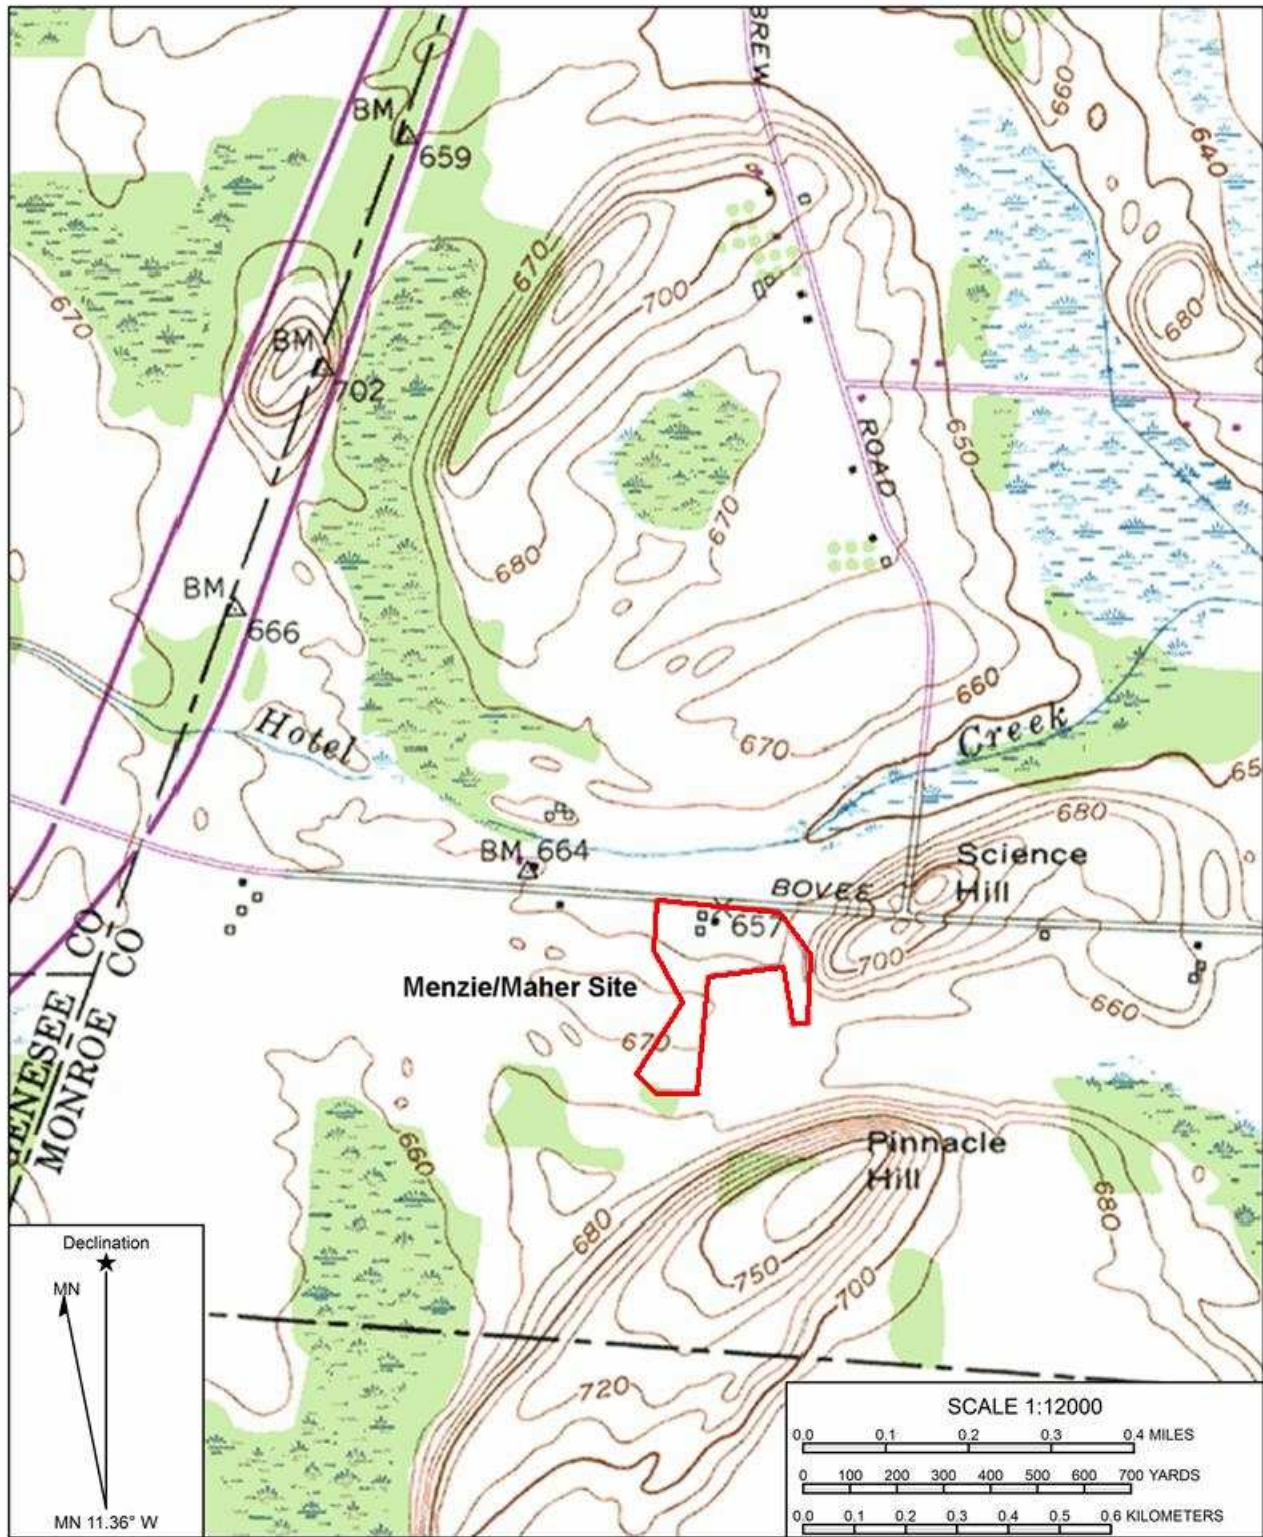 BREW
660
640
BM
659
670
670
700
680
BM
702
ROAD
650
670
680
BM
666
660
Hotel
670
Creek
65
680
BM 664
Science
Hill
BOVEE
657
700
Menzie/Maher Site
660
670
GENESEE CO
MONROE CO
660
Pinnacle
Hill
680
680
750
700
720
Declination
MN
MN 11.36° W
SCALE 1:12000
0.0 0.1 0.2 0.3 0.4 MILES
0 100 200 300 400 500 600 700 YARDS
0.0 0.1 0.2 0.3 0.4 0.5 0.6 KILOMETERS